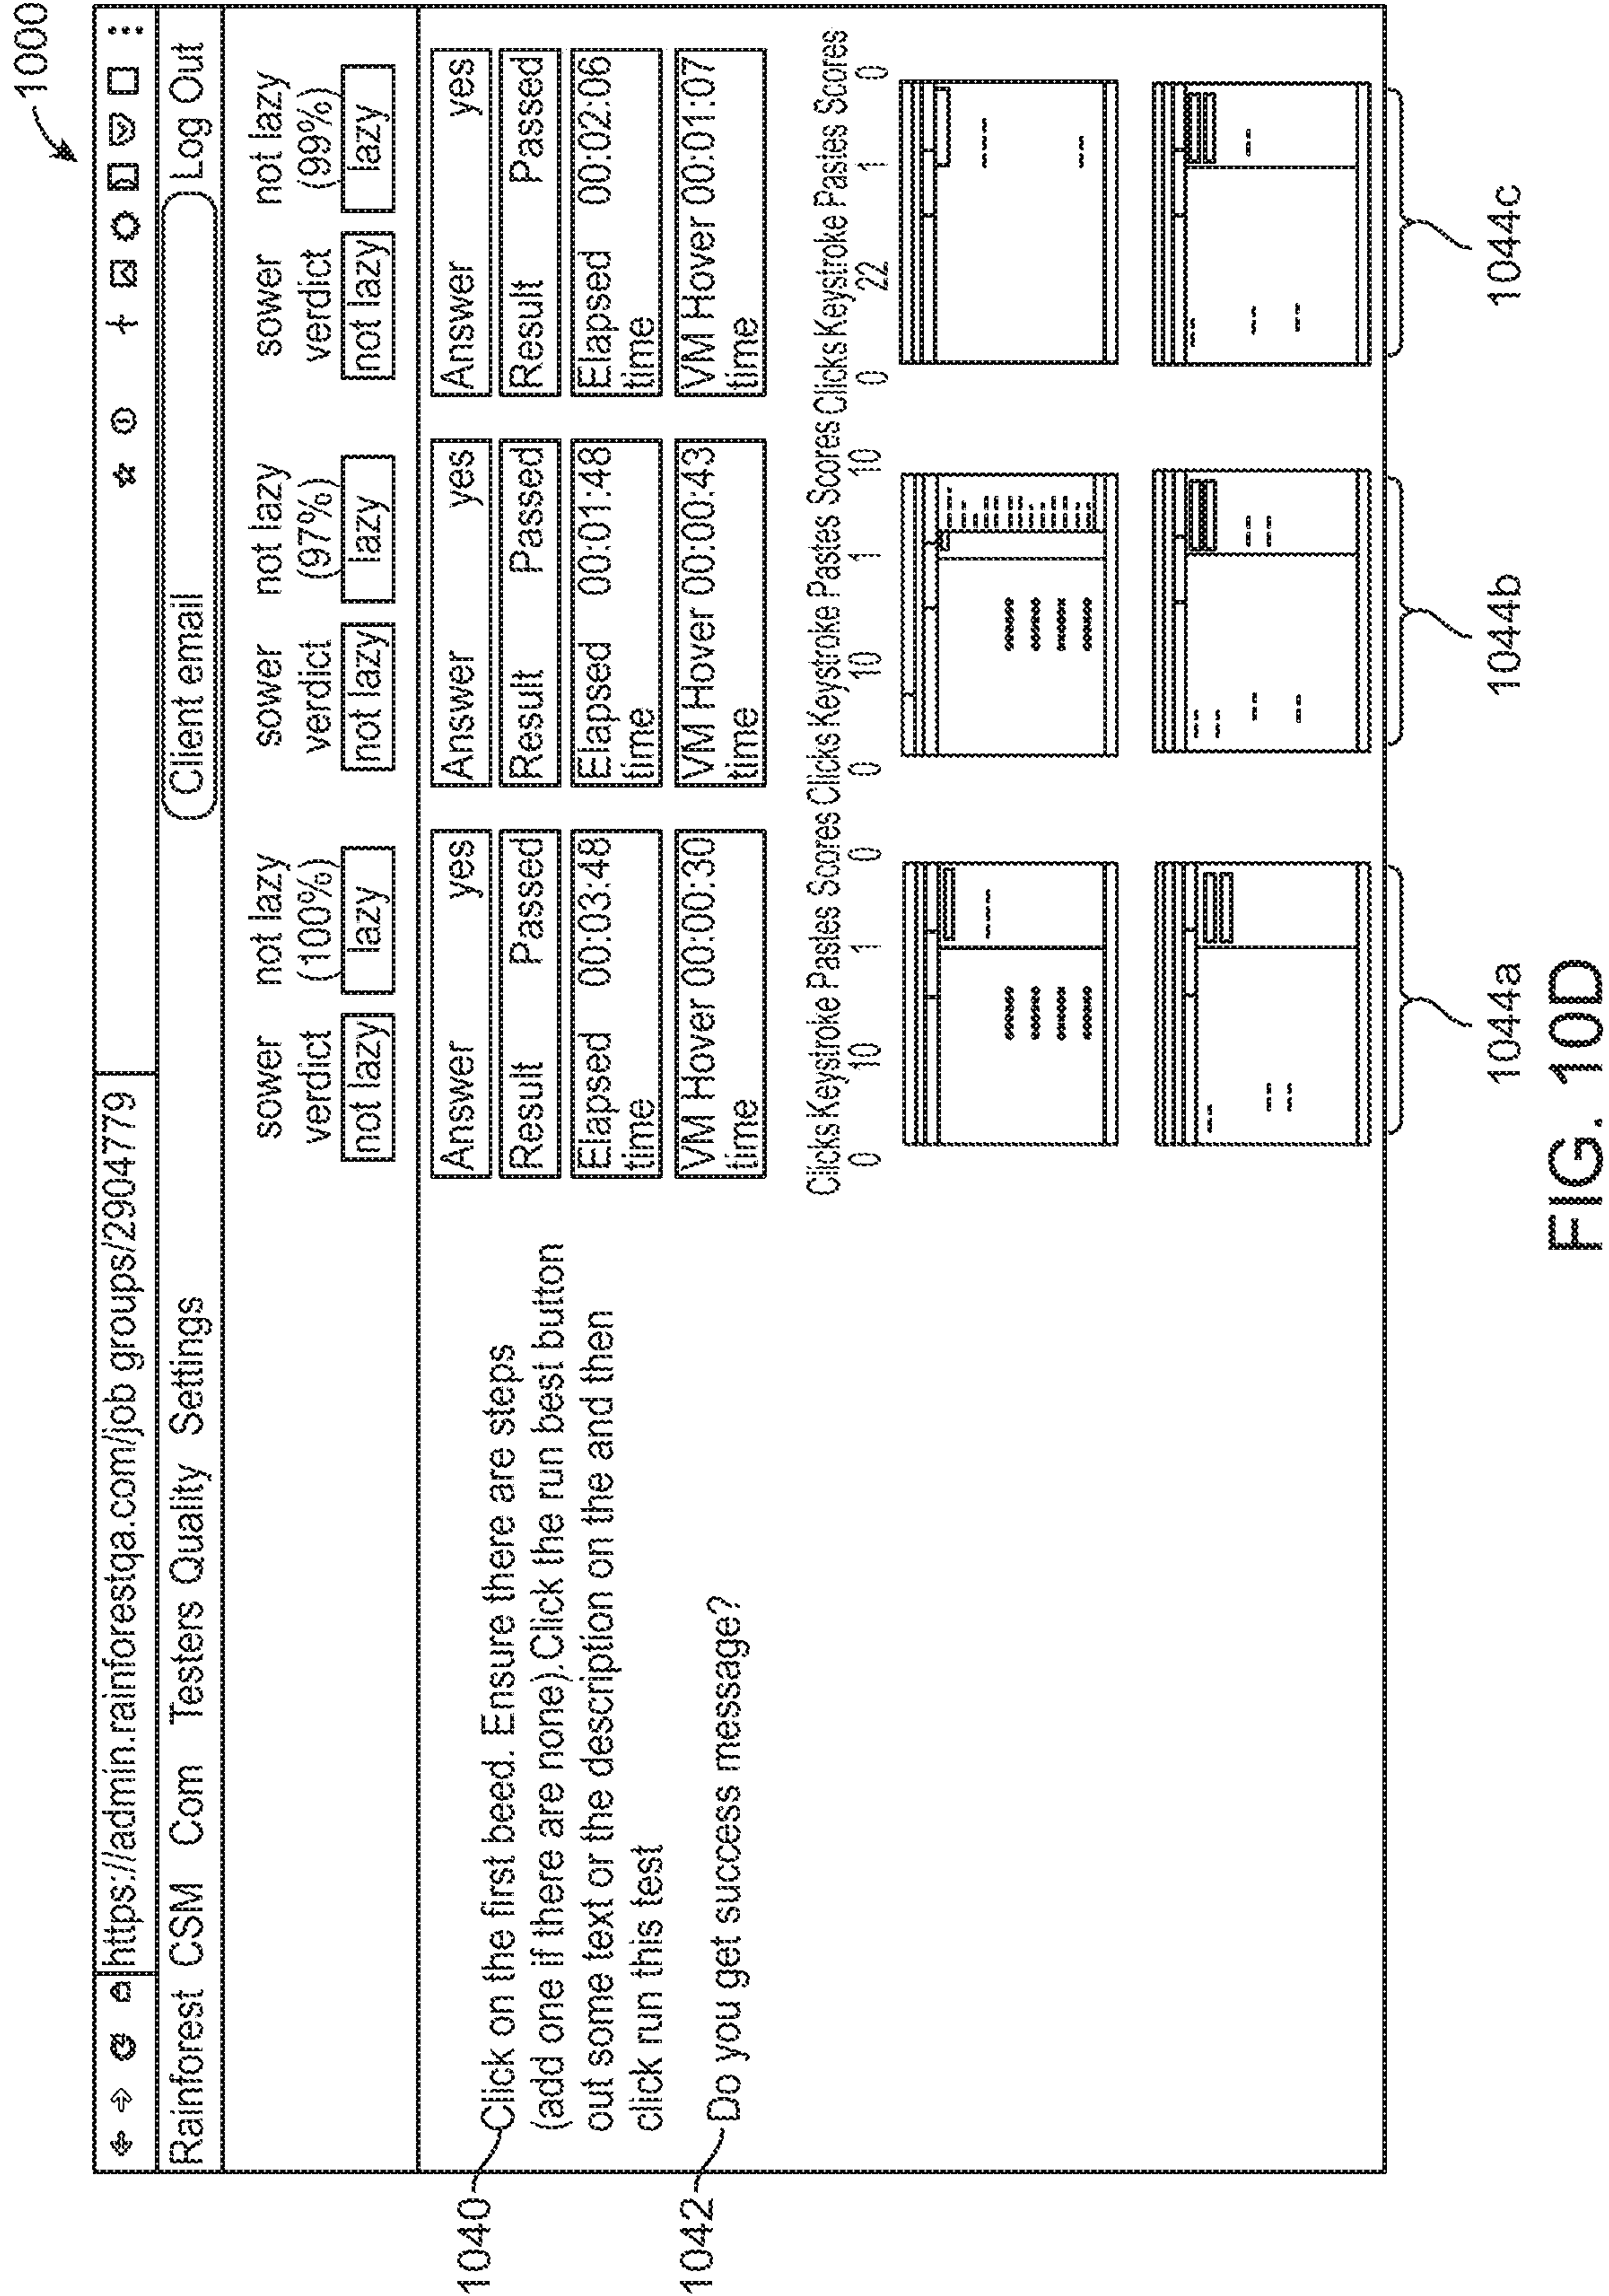 1000
https://admin.rainforestqa.com/job groups/2904779
Rainforest CSM Com Testers Quality Settings Client email Log Out
sower verdict not lazy (100%)
not lazy lazy
sower verdict not lazy (97%)
not lazy lazy
sower verdict not lazy (99%)
not lazy lazy
1040
Click on the first beed. Ensure there are steps
(add one if there are none).Click the run best button
out some text or the description on the and then
click run this test
1042
Do you get success message?
Answer yes
Result Passed
Elapsed time 00:03:48
VM Hover time 00:00:30
Clicks Keystroke Pastes Scores
0 10 1 0
1044a
Answer yes
Result Passed
Elapsed time 00:01:48
VM Hover time 00:00:43
Clicks Keystroke Pastes Scores
0 10 1 10
1044b
Answer yes
Result Passed
Elapsed time 00:02:06
VM Hover time 00:01:07
Clicks Keystroke Pastes Scores
0 22 1 0
1044c
FIG. 10D